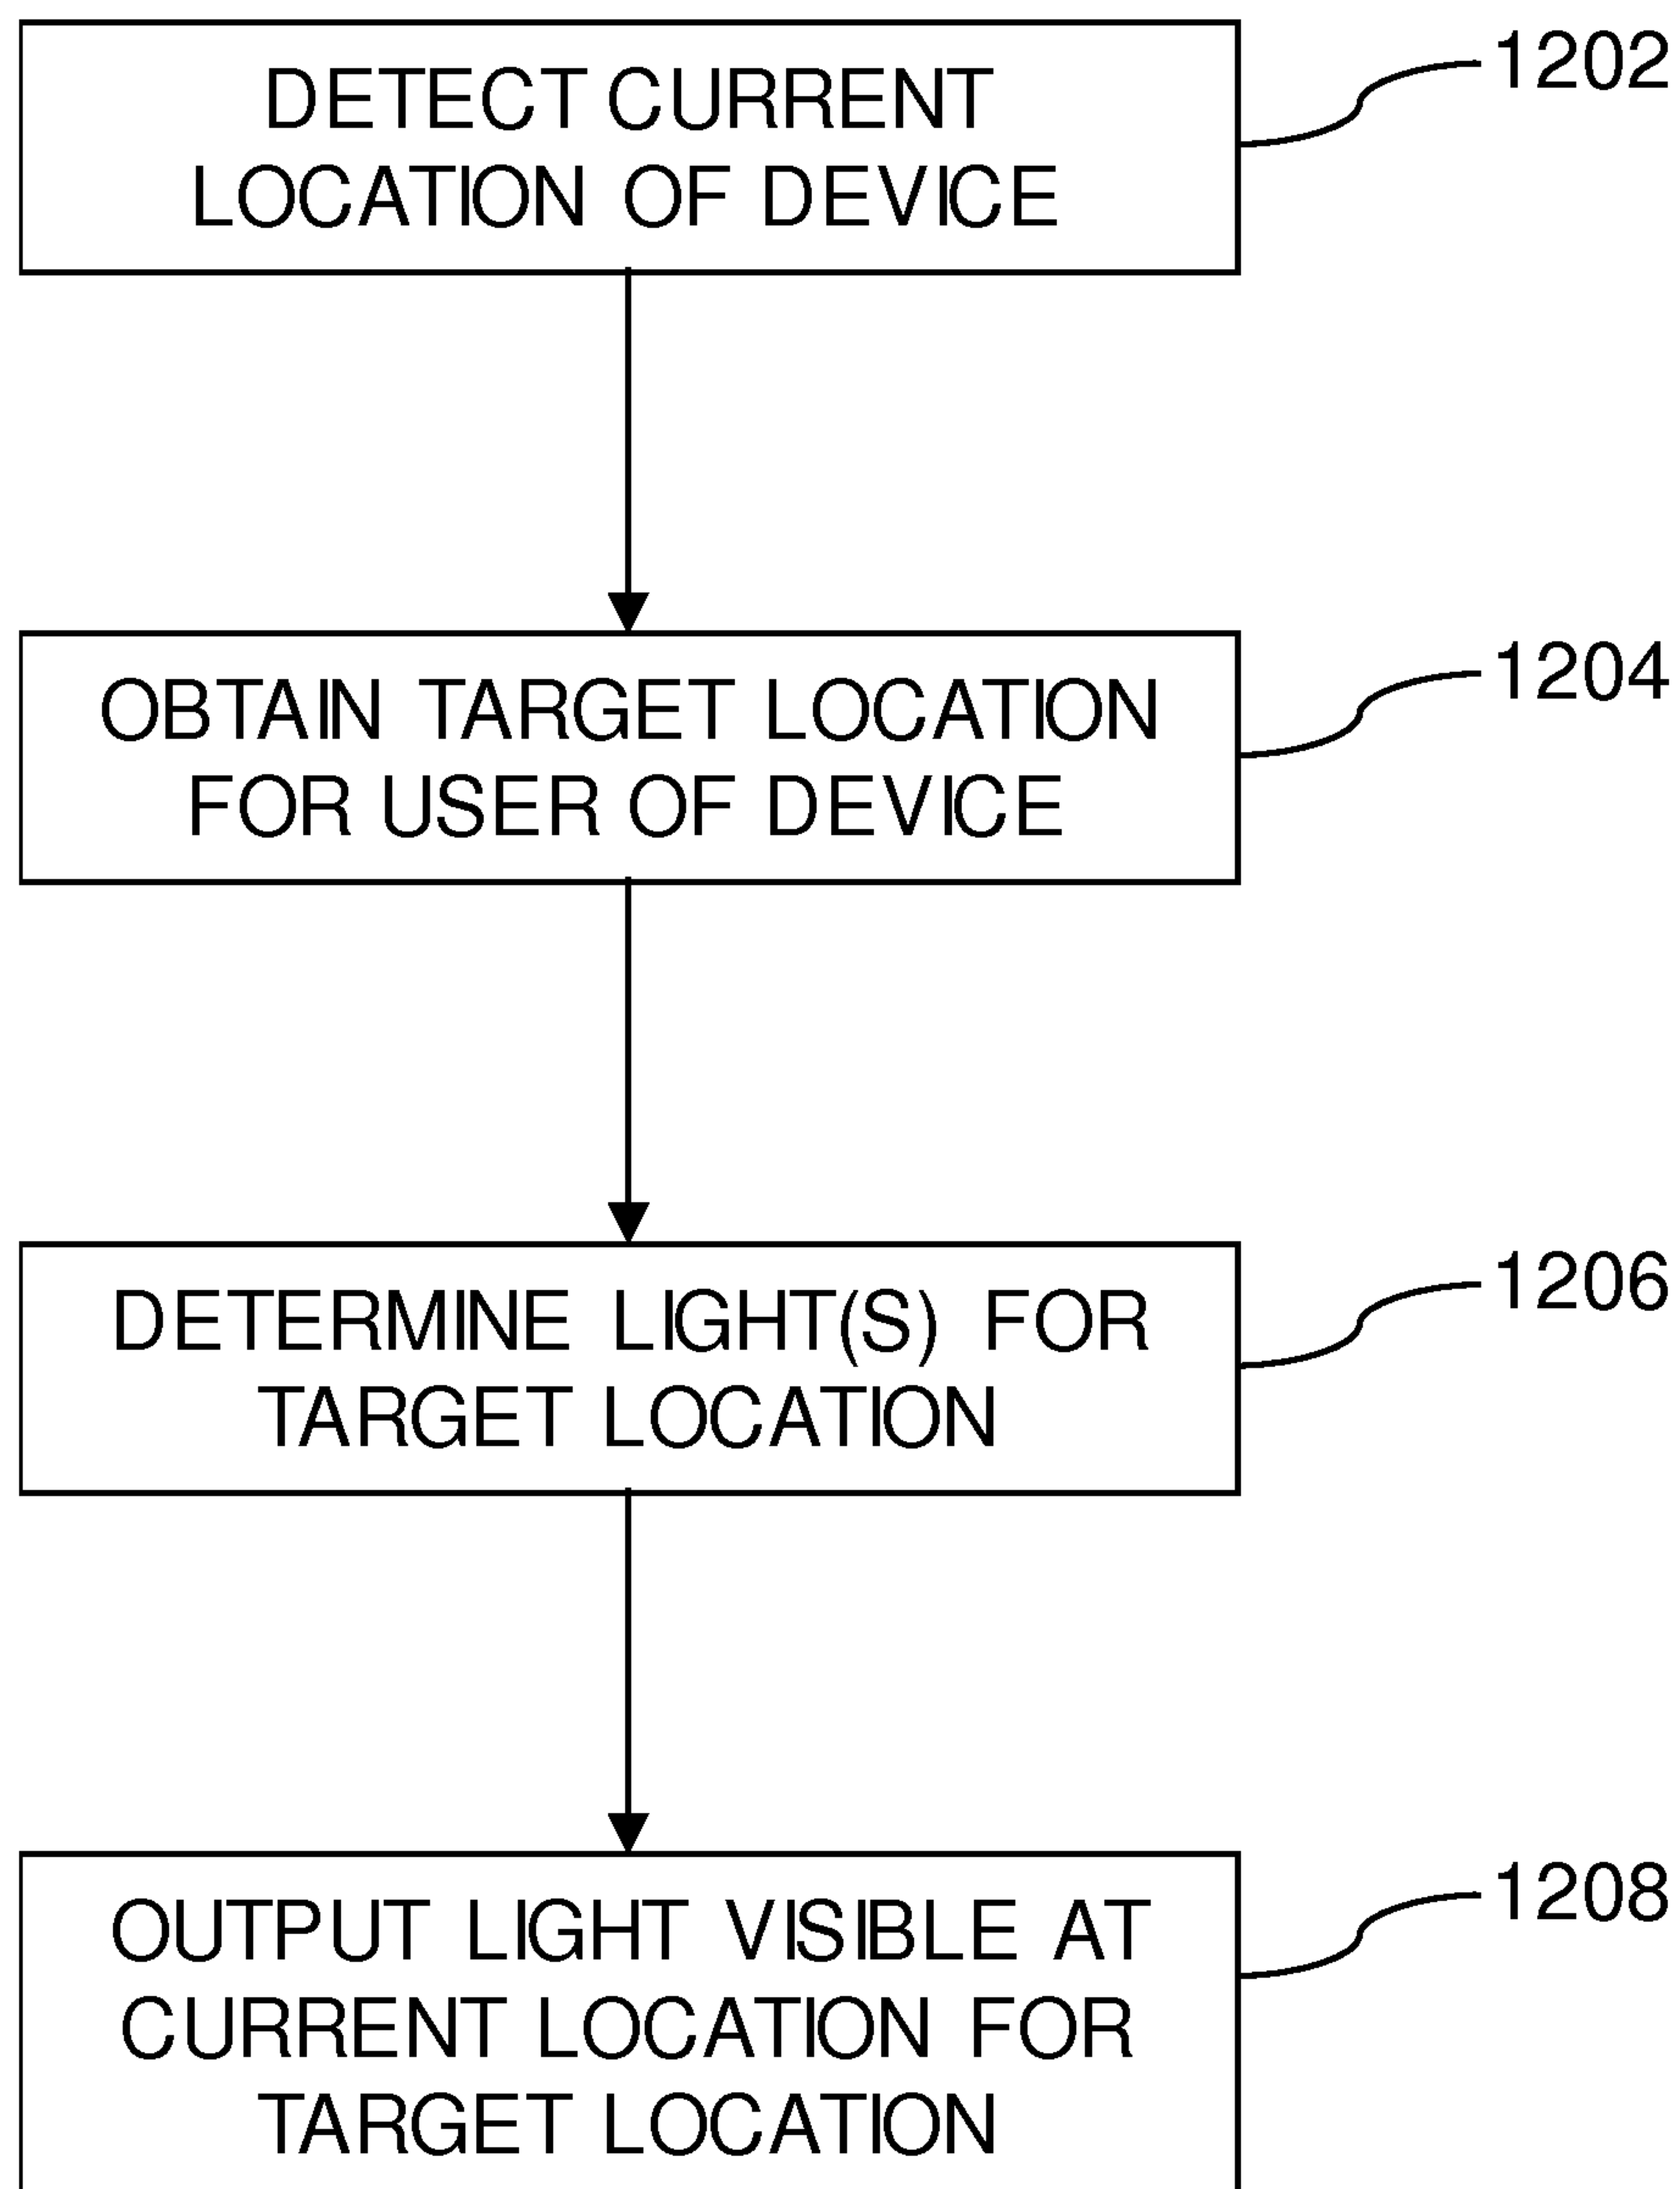 DETECT CURRENT
LOCATION OF DEVICE
1202
OBTAIN TARGET LOCATION
FOR USER OF DEVICE
1204
DETERMINE LIGHT(S) FOR
TARGET LOCATION
1206
OUTPUT LIGHT VISIBLE AT
CURRENT LOCATION FOR
TARGET LOCATION
1208